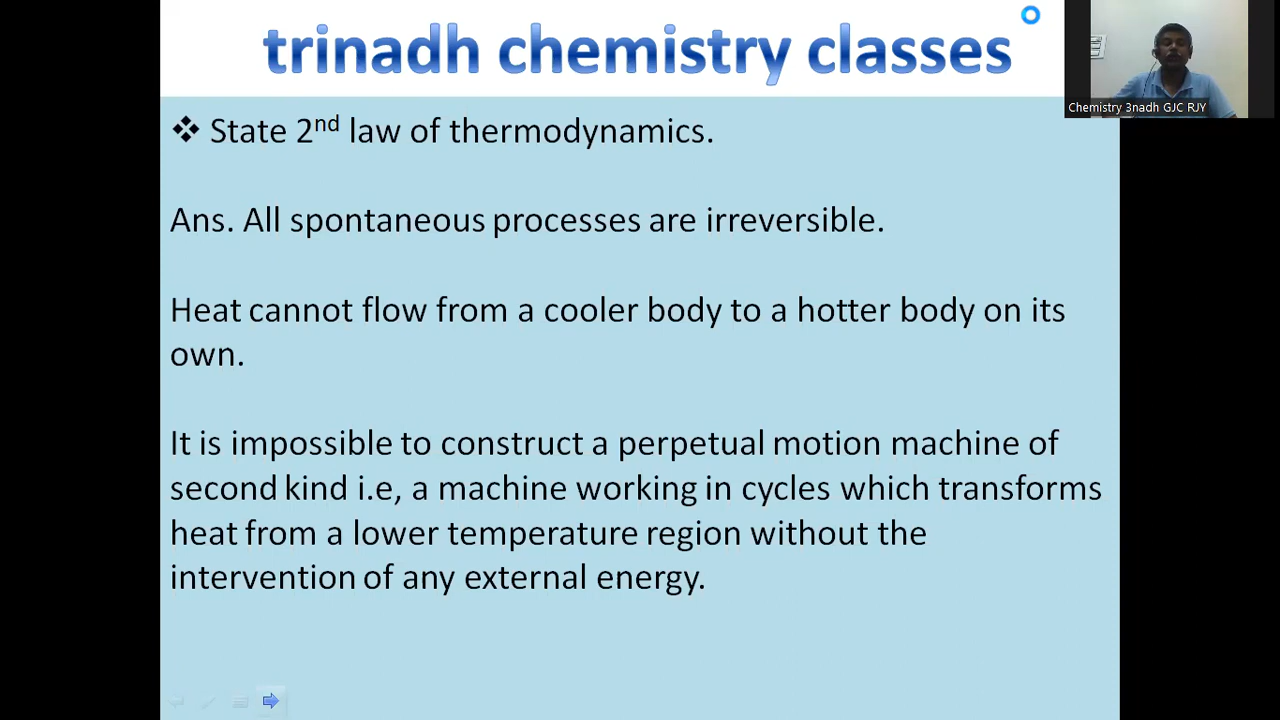 trinadh chemistry classes
Chemistry 3nadh GJC RJY
❖ State 2nd law of thermodynamics.
Ans. All spontaneous processes are irreversible.
Heat cannot flow from a cooler body to a hotter body on its
own.
It is impossible to construct a perpetual motion machine of
second kind i.e, a machine working in cycles which transforms
heat from a lower temperature region without the
intervention of any external energy.